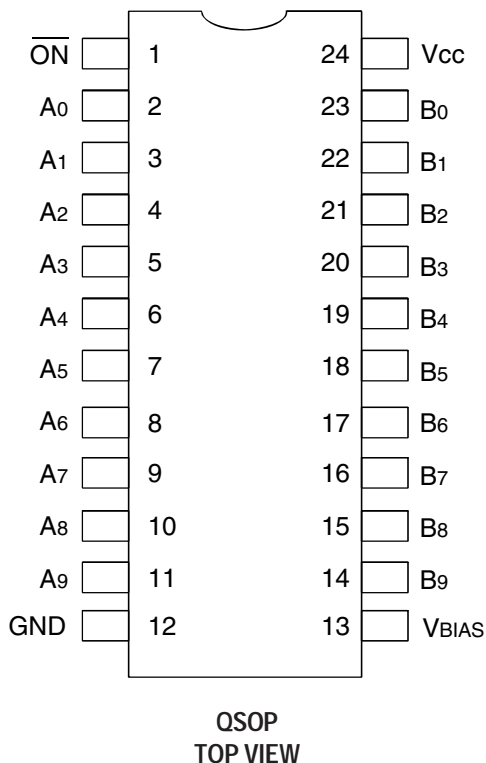 O̅N̅ 1 24 Vcc
A0 2 23 B0
A1 3 22 B1
A2 4 21 B2
A3 5 20 B3
A4 6 19 B4
A5 7 18 B5
A6 8 17 B6
A7 9 16 B7
A8 10 15 B8
A9 11 14 B9
GND 12 13 VBIAS
QSOP
TOP VIEW